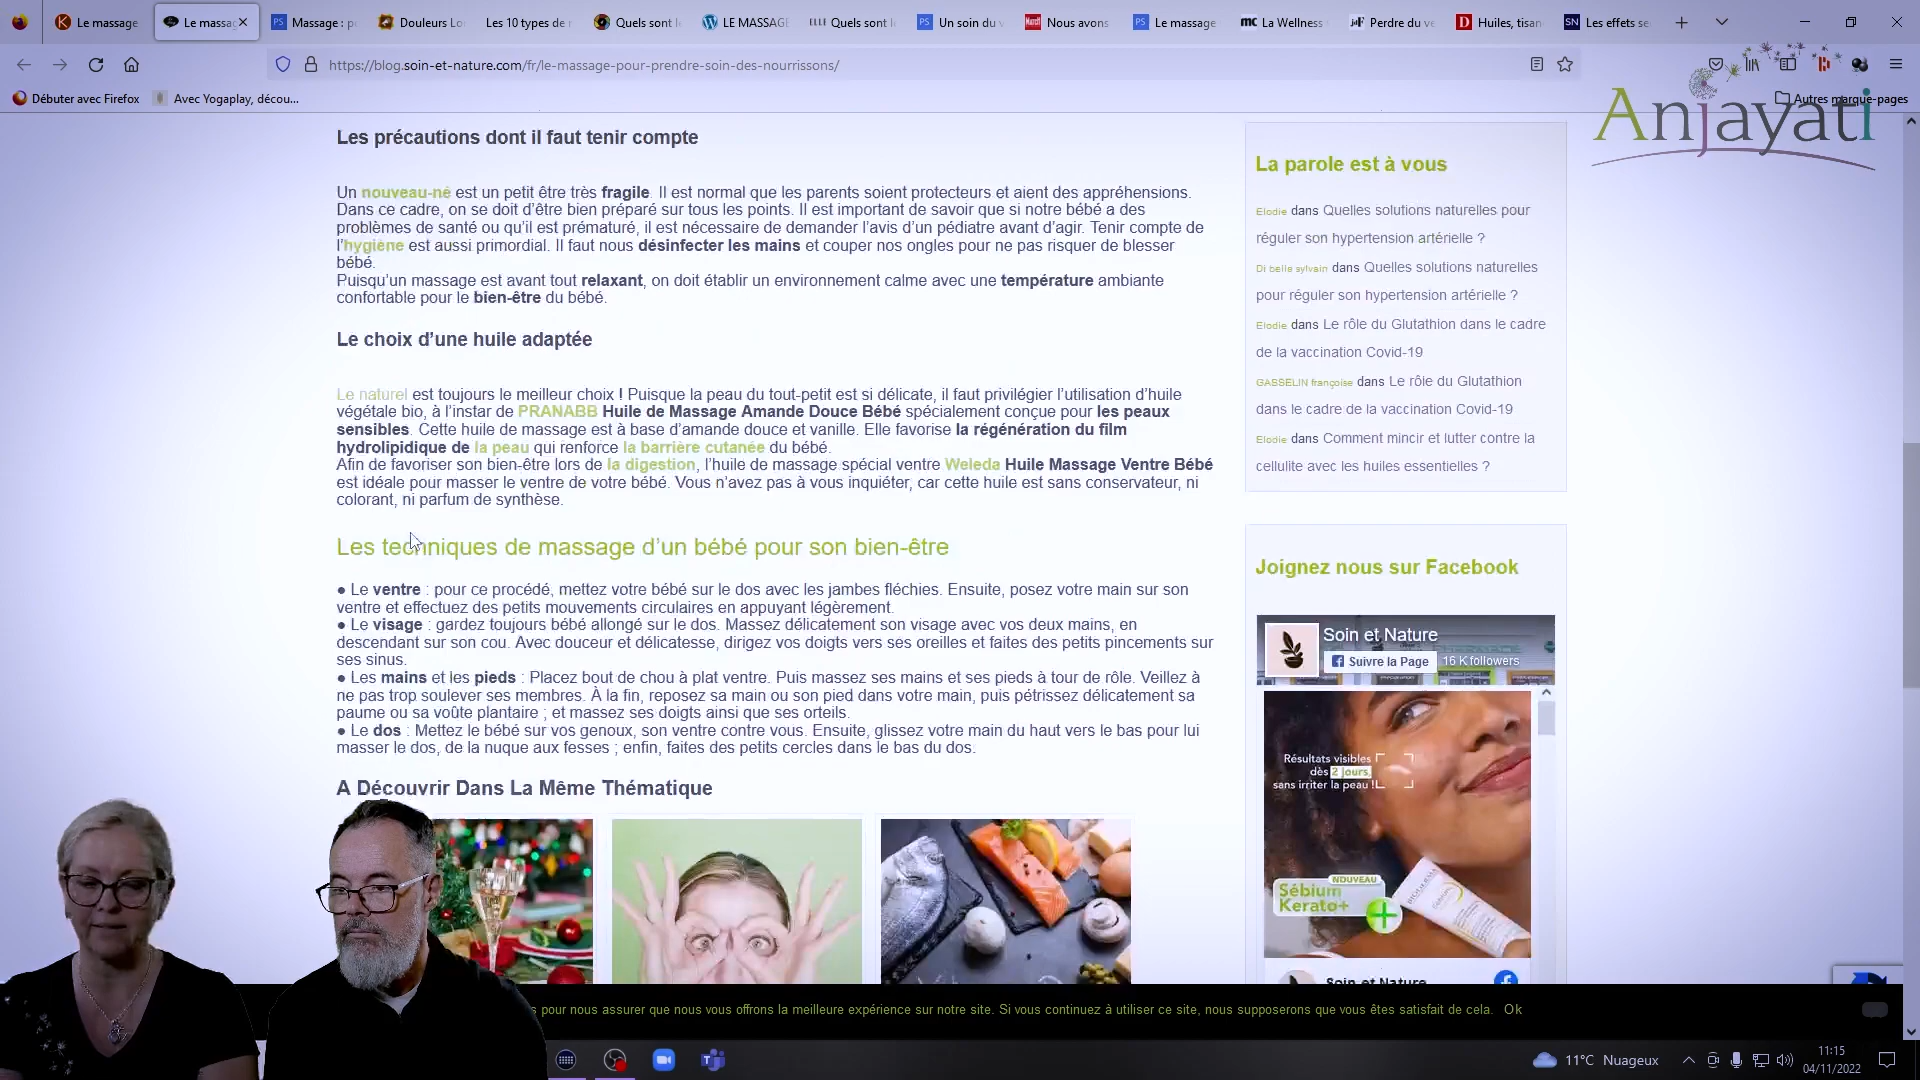 Le massage
Le massag
Massage : p
Douleurs Lo
Les 10 types de
Quels sont l
LE MASSAGE
Quels sont l
Un soin du v
Nous avons
Le massage
La Wellness
Perdre du ve
Huiles, tisan
Les effets se
https://blog.soin-et-nature.com/fr/le-massage-pour-prendre-soin-des-nourrissons/
Débuter avec Firefox
Avec Yogaplay, décou...
Autres marque-pages
Anjayati
Les précautions dont il faut tenir compte
Un nouveau-né est un petit être très fragile. Il est normal que les parents soient protecteurs et aient des appréhensions.
Dans ce cadre, on se doit d’être bien préparé sur tous les points. Il est important de savoir que si notre bébé a des
problèmes de santé ou qu’il est prématuré, il est nécessaire de demander l’avis d’un pédiatre avant d’agir. Tenir compte de
l’hygiène est aussi primordial. Il faut nous désinfecter les mains et couper nos ongles pour ne pas risquer de blesser
bébé.
Puisqu’un massage est avant tout relaxant, on doit établir un environnement calme avec une température ambiante
confortable pour le bien-être du bébé.
Le choix d’une huile adaptée
Le naturel est toujours le meilleur choix ! Puisque la peau du tout-petit est si délicate, il faut privilégier l’utilisation d’huile
végétale bio, à l’instar de PRANABB Huile de Massage Amande Douce Bébé spécialement conçue pour les peaux
sensibles. Cette huile de massage est à base d’amande douce et vanille. Elle favorise la régénération du film
hydrolipidique de la peau qui renforce la barrière cutanée du bébé.
Afin de favoriser son bien-être lors de la digestion, l’huile de massage spécial ventre Weleda Huile Massage Ventre Bébé
est idéale pour masser le ventre de votre bébé. Vous n’avez pas à vous inquiéter, car cette huile est sans conservateur, ni
colorant, ni parfum de synthèse.
Les techniques de massage d’un bébé pour son bien-être
● Le ventre : pour ce procédé, mettez votre bébé sur le dos avec les jambes fléchies. Ensuite, posez votre main sur son
ventre et effectuez des petits mouvements circulaires en appuyant légèrement.
● Le visage : gardez toujours bébé allongé sur le dos. Massez délicatement son visage avec vos deux mains, en
descendant sur son cou. Avec douceur et délicatesse, dirigez vos doigts vers ses oreilles et faites des petits pincements sur
ses sinus.
● Les mains et les pieds : Placez bout de chou à plat ventre. Puis massez ses mains et ses pieds à tour de rôle. Veillez à
ne pas trop soulever ses membres. À la fin, reposez sa main ou son pied dans votre main, puis pétrissez délicatement sa
paume ou sa voûte plantaire ; et massez ses doigts ainsi que ses orteils.
● Le dos : Mettez le bébé sur vos genoux, son ventre contre vous. Ensuite, glissez votre main du haut vers le bas pour lui
masser le dos, de la nuque aux fesses ; enfin, faites des petits cercles dans le bas du dos.
A Découvrir Dans La Même Thématique
La parole est à vous
Elodie dans Quelles solutions naturelles pour
réguler son hypertension artérielle ?
Di bella sylvain dans Quelles solutions naturelles
pour réguler son hypertension artérielle ?
Elodie dans Le rôle du Glutathion dans le cadre
de la vaccination Covid-19
GASSELIN françoise dans Le rôle du Glutathion
dans le cadre de la vaccination Covid-19
Elodie dans Comment mincir et lutter contre la
cellulite avec les huiles essentielles ?
Joignez nous sur Facebook
Soin et Nature
Suivre la Page
16 K followers
Résultats visibles
dès 2 jours,
sans irriter la peau !
NOUVEAU
Sébium
Kerato+
Soin et Nature
pour nous assurer que nous vous offrons la meilleure expérience sur notre site. Si vous continuez à utiliser ce site, nous supposerons que vous êtes satisfait de cela. Ok
11°C Nuageux
11:15
04/11/2022